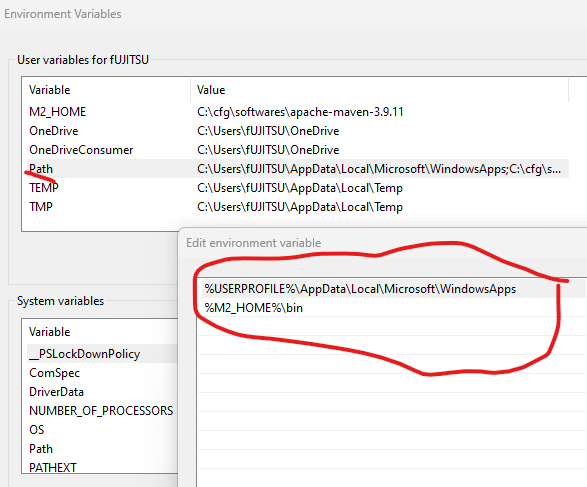 Environment Variables
User variables for fUJITSU
Variable Value
M2_HOME C:\cfg\softwares\apache-maven-3.9.11
OneDrive C:\Users\fUJITSU\OneDrive
OneDriveConsumer C:\Users\fUJITSU\OneDrive
Path C:\Users\fUJITSU\AppData\Local\Microsoft\WindowsApps;C:\cfg\s...
TEMP C:\Users\fUJITSU\AppData\Local\Temp
TMP C:\Users\fUJITSU\AppData\Local\Temp
Edit environment variable
%USERPROFILE%\AppData\Local\Microsoft\WindowsApps
%M2_HOME%\bin
System variables
Variable
__PSLockDownPolicy
ComSpec
DriverData
NUMBER_OF_PROCESSORS
OS
Path
PATHEXT